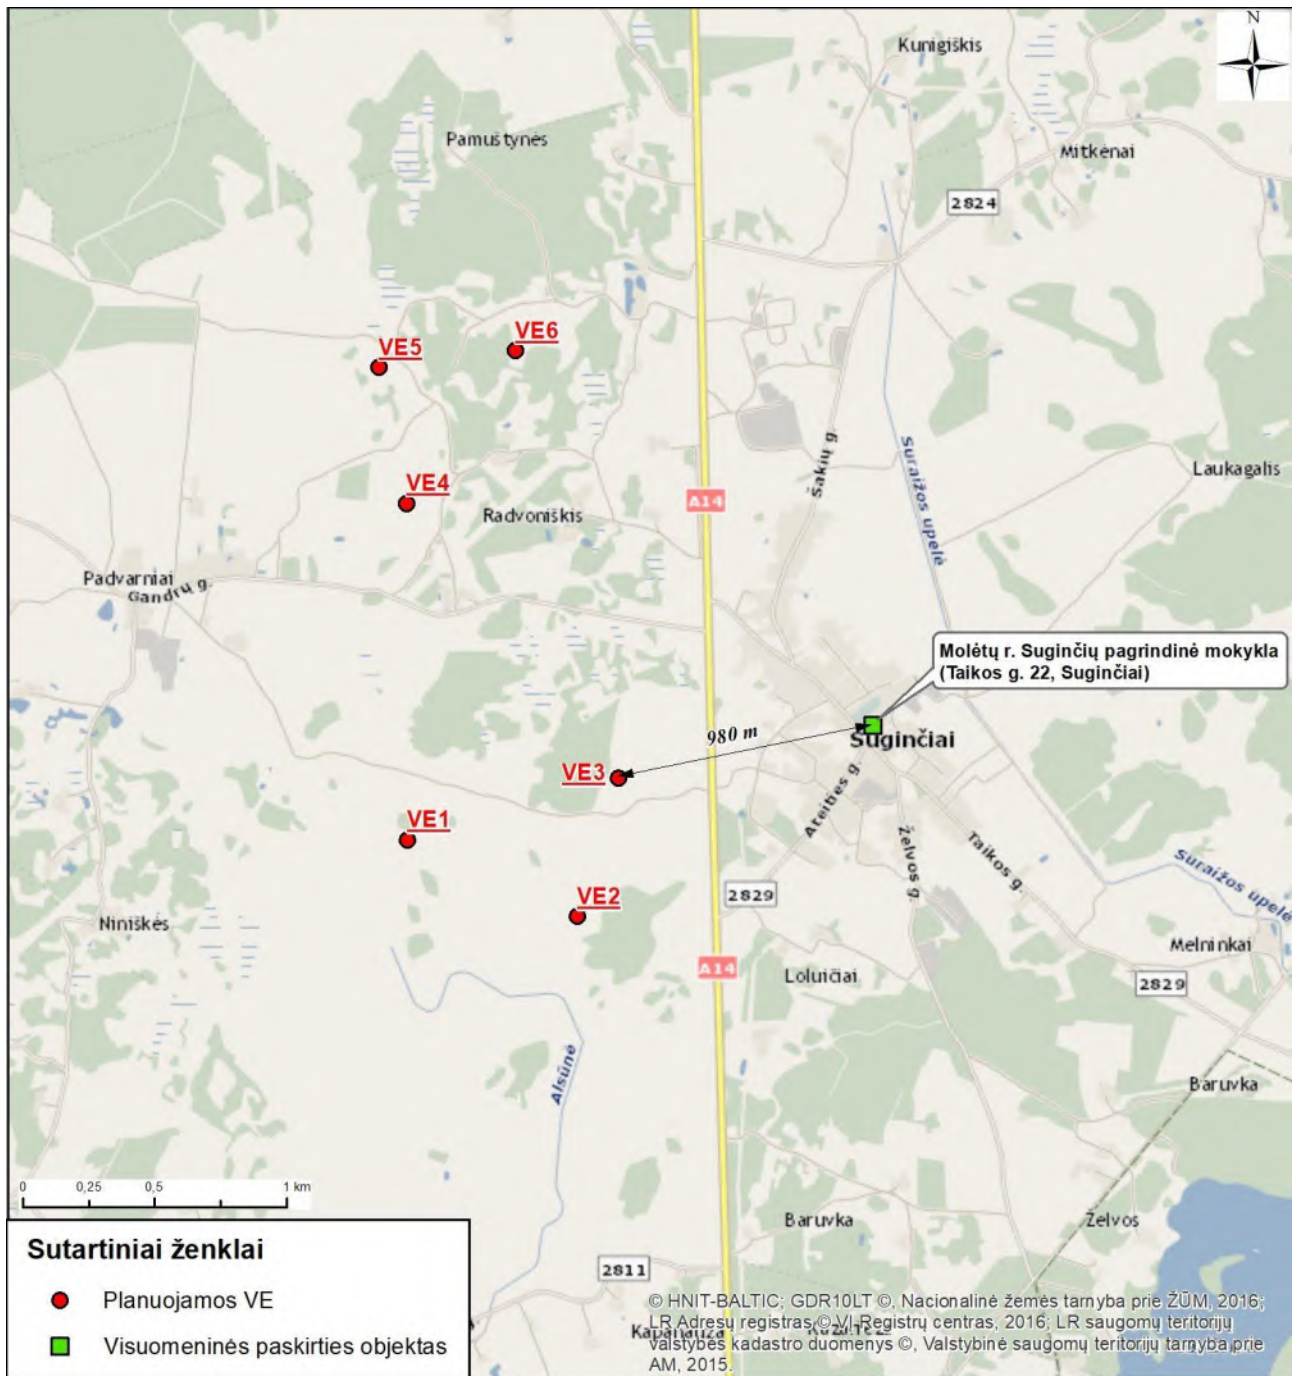 N
Kunigiškis
Pamuštynės
Mitkėnai
2824
VE6
VE5
Šakių g.
Suraižos upelė
Laukagalis
VE4
A14
Radvoniškis
Padvarniai
Gandrų g.
Molėtų r. Suginčių pagrindinė mokykla
(Taikos g. 22, Suginčiai)
980 m
Suginčiai
VE3
Ateities g.
VE1
Želvos g.
Taikos g.
Suraižos upelė
2829
VE2
Niniškės
Melninkai
A14
Loluičiai
2829
Alsūnė
Baruvka
0 0,25 0,5 1 km
Baruvka
Želvos
Sutartiniai ženklai
2811
Planuojamos VE
Visuomeninės paskirties objektas
Kapanauza
© HNIT-BALTIC; GDR10LT ©, Nacionalinė žemės tarnyba prie ŽŪM, 2016;
LR Adresų registras © VĮ Registrų centras, 2016; LR saugomų teritorijų
valstybės kadastro duomenys ©, Valstybinė saugomų teritorijų tarnyba prie
AM, 2015.